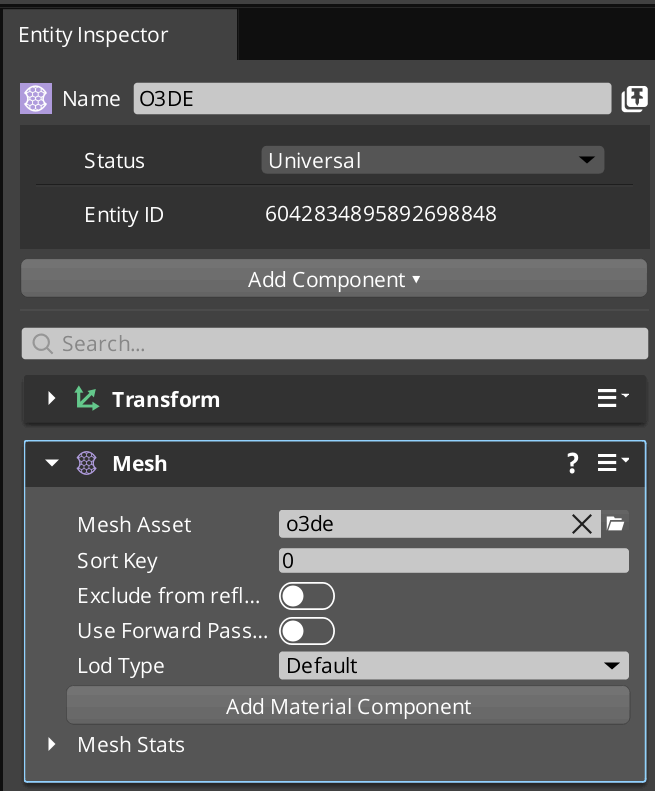 Entity Inspector
Name O3DE
Status Universal
Entity ID 6042834895892698848
Add Component
Search...
Transform
Mesh ?
Mesh Asset o3de
Sort Key 0
Exclude from refl...
Use Forward Pass...
Lod Type Default
Add Material Component
Mesh Stats